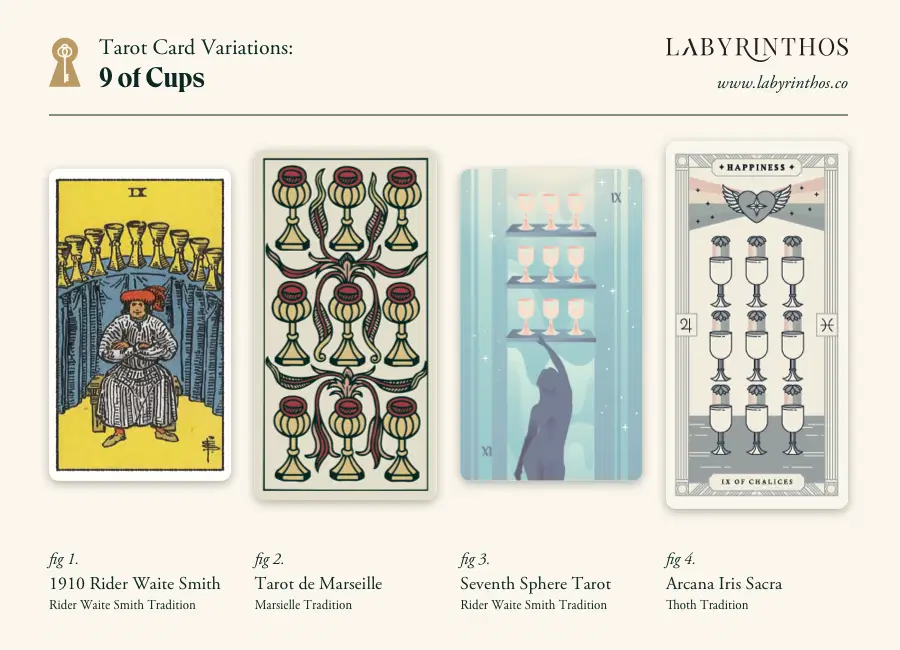 Tarot Card Variations:
9 of Cups
LABYRINTHOS
www.labyrinthos.co
IX
IX
XI
HAPPINESS
♃
♓
IX OF CHALICES
fig 1.
1910 Rider Waite Smith
Rider Waite Smith Tradition
fig 2.
Tarot de Marseille
Marsielle Tradition
fig 3.
Seventh Sphere Tarot
Rider Waite Smith Tradition
fig 4.
Arcana Iris Sacra
Thoth Tradition